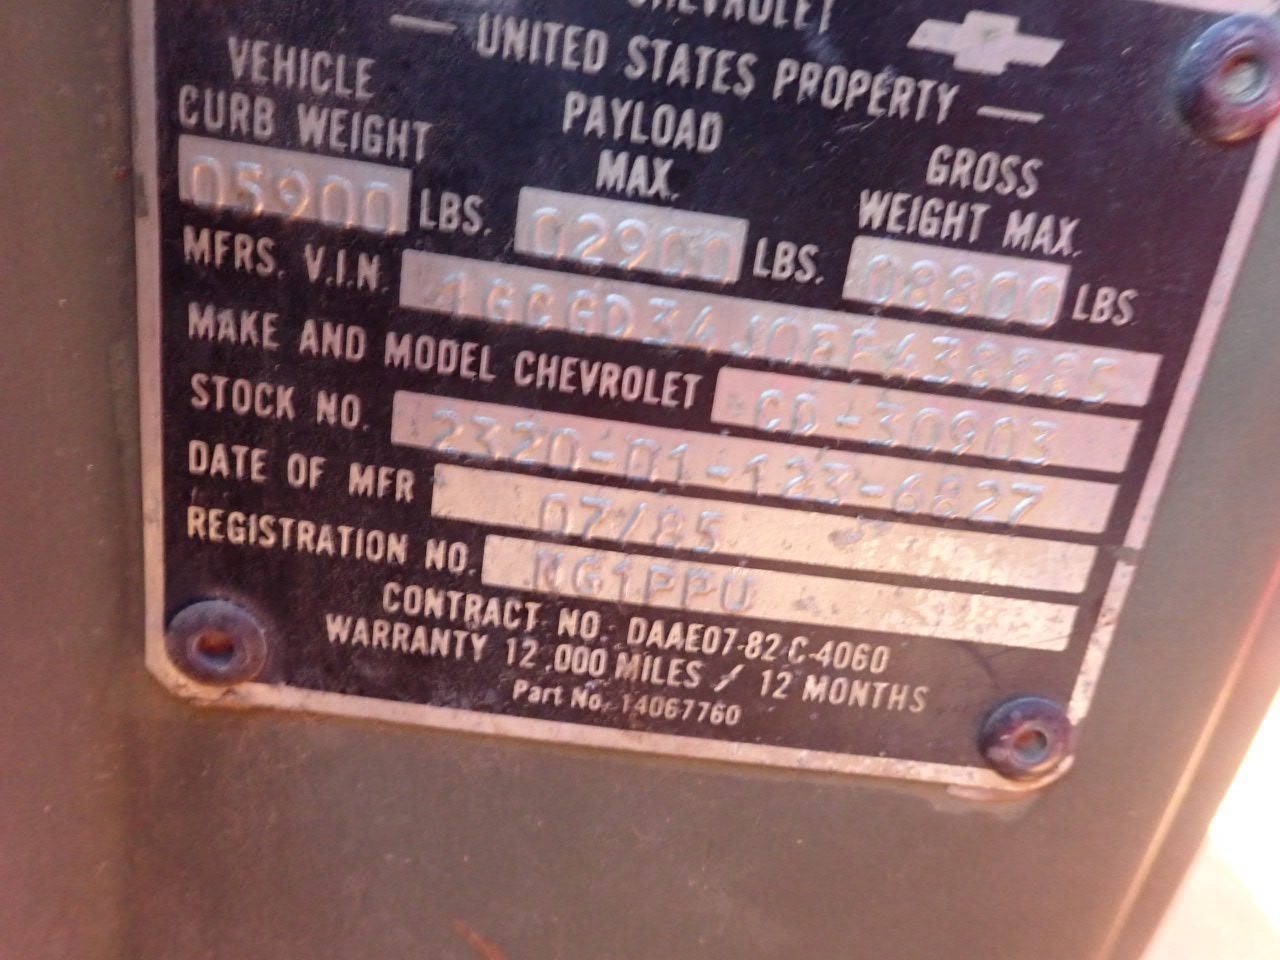 CHEVROLET
— UNITED STATES PROPERTY —
VEHICLE CURB WEIGHT 05900 LBS.
PAYLOAD MAX. 02900 LBS.
GROSS WEIGHT MAX. 08800 LBS
MFRS. V.I.N.
MAKE AND MODEL CHEVROLET CD-30903
STOCK NO. 2320-01-123-6827
DATE OF MFR 07/85
REGISTRATION NO. NG1PPU
CONTRACT NO. DAAE07-82-C-4060
WARRANTY 12,000 MILES / 12 MONTHS
Part No. 14067760